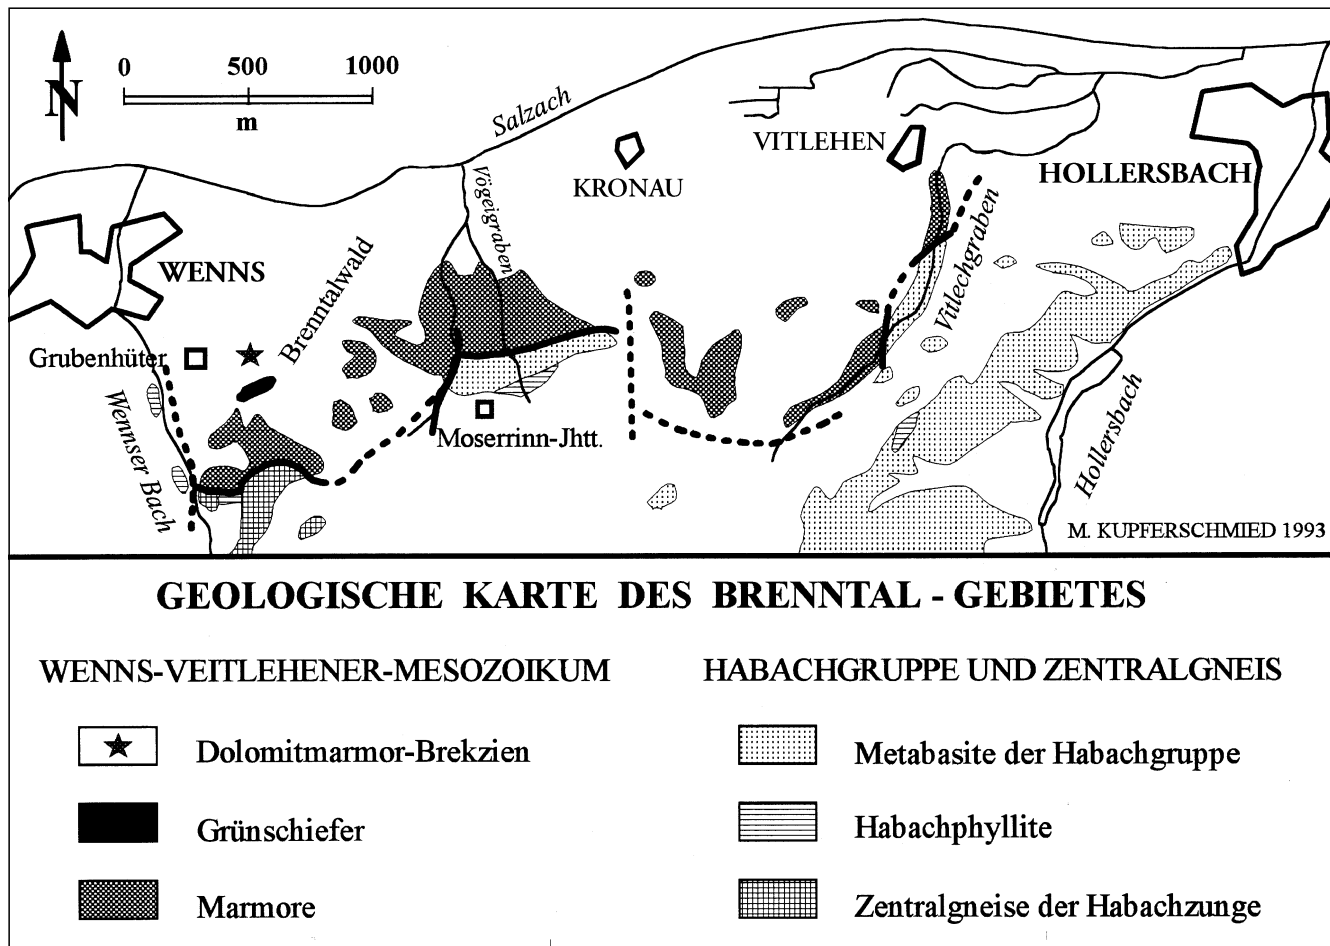 N
0 500 1000
m
Salzach
Vögeigraben
KRONAU
VITLEHEN
HOLLERSBACH
Vitlechgraben
WENNS
Brenntalwald
Grubenhüter
Wennser Bach
Moserrinn-Jhtt.
Hollersbach
M. KUPFERSCHMIED 1993
GEOLOGISCHE KARTE DES BRENNTAL - GEBIETES
WENNS-VEITLEHENER-MESOZOIKUM
Dolomitmarmor-Brekzien
Grünschiefer
Marmore
HABACHGRUPPE UND ZENTRALGNEIS
Metabasite der Habachgruppe
Habachphyllite
Zentralgneise der Habachzunge